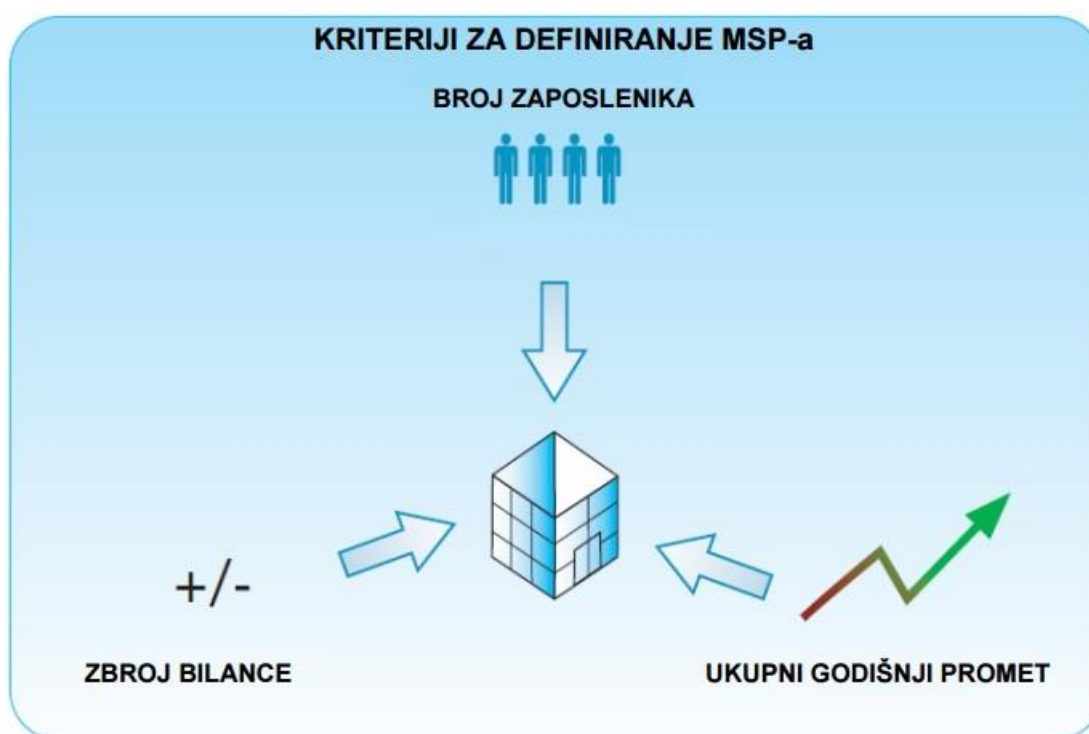 KRITERIJI ZA DEFINIRANJE MSP-a
BROJ ZAPOSLENIKA
+/-
ZBROJ BILANCE
UKUPNI GODIŠNJI PROMET